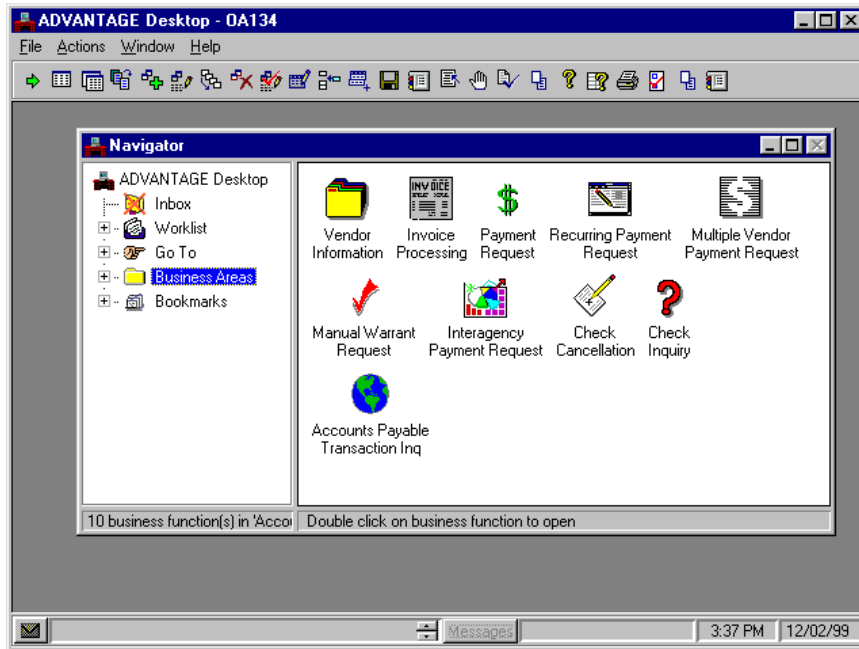 ADVANTAGE Desktop - OA134
File Actions Window Help
Navigator
ADVANTAGE Desktop
Inbox
Worklist
Go To
Business Areas
Bookmarks
INVOICE
Vendor Information
Invoice Processing
Payment Request
Recurring Payment Request
Multiple Vendor Payment Request
Manual Warrant Request
Interagency Payment Request
Check Cancellation
Check Inquiry
Accounts Payable Transaction Inq
10 business function(s) in 'Accou
Double click on business function to open
Messages
3:37 PM 12/02/99